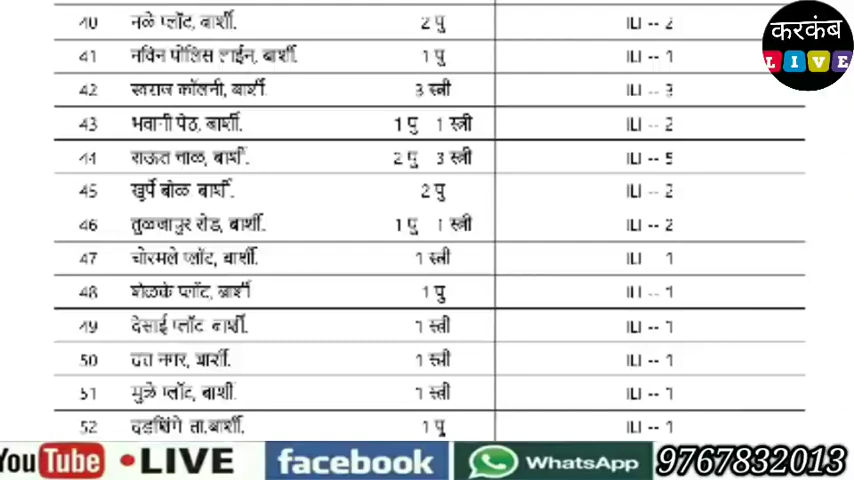 40 नळे प्लॉट, बार्शी. 2 पु ILI -- 2
करकंब
LIVE
41 नविन पोलिस लाईन, बार्शी. 1 पु ILI -- 1
42 स्वराज कॉलनी, बार्शी. 3 स्त्री ILI -- 3
43 भवानी पेठ, बार्शी. 1 पु 1 स्त्री ILI -- 2
44 राऊत चाळ, बार्शी. 2 पु 3 स्त्री ILI -- 5
45 खुर्पे बोळ बार्शी. 2 पु ILI -- 2
46 तुळजापुर रोड, बार्शी. 1 पु 1 स्त्री ILI -- 2
47 चोरमले प्लॉट, बार्शी. 1 स्त्री ILI 1
48 शेळके प्लॉट, बार्शी 1 पु ILI -- 1
49 देसाई प्लॉट बार्शी. 1 स्त्री ILI -- 1
50 दत्त नगर, बार्शी. 1 स्त्री ILI -- 1
51 मुळे प्लॉट, बार्शी. 1 स्त्री ILI -- 1
52 दडशिंगे ता.बार्शी. 1 पु ILI -- 1
You Tube LIVE facebook WhatsApp 9767832013